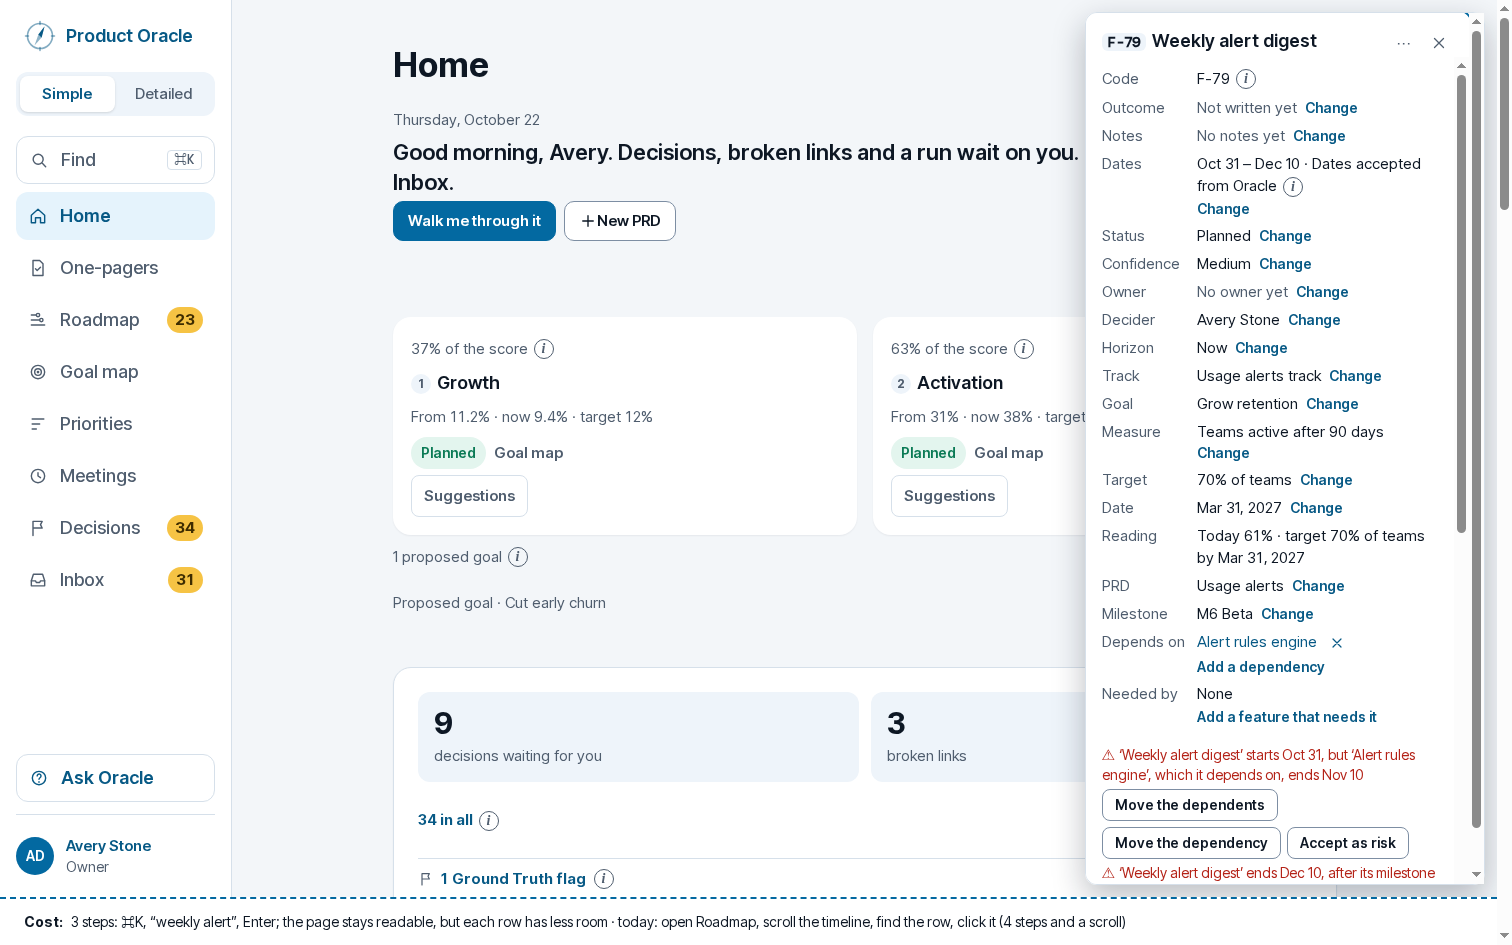 Product Oracle
Simple
Detailed
Find
⌘K
Home
One-pagers
Roadmap
23
Goal map
Priorities
Meetings
Decisions
34
Inbox
31
Ask Oracle
AD
Avery Stone
Owner
Home
Thursday, October 22
Good morning, Avery. Decisions, broken links and a run wait on you.
Inbox.
Walk me through it
+ New PRD
37% of the score i
1 Growth
From 11.2% · now 9.4% · target 12%
Planned Goal map
Suggestions
63% of the score i
2 Activation
From 31% · now 38% · target
Planned Goal map
Suggestions
1 proposed goal i
Proposed goal · Cut early churn
9
decisions waiting for you
3
broken links
34 in all i
1 Ground Truth flag i
F-79 Weekly alert digest ···
Code F-79 i
Outcome Not written yet Change
Notes No notes yet Change
Dates Oct 31 – Dec 10 · Dates accepted
from Oracle i
Change
Status Planned Change
Confidence Medium Change
Owner No owner yet Change
Decider Avery Stone Change
Horizon Now Change
Track Usage alerts track Change
Goal Grow retention Change
Measure Teams active after 90 days
Change
Target 70% of teams Change
Date Mar 31, 2027 Change
Reading Today 61% · target 70% of teams
by Mar 31, 2027
PRD Usage alerts Change
Milestone M6 Beta Change
Depends on Alert rules engine ×
Add a dependency
Needed by None
Add a feature that needs it
⚠ ‘Weekly alert digest’ starts Oct 31, but ‘Alert rules
engine’, which it depends on, ends Nov 10
Move the dependents
Move the dependency Accept as risk
⚠ ‘Weekly alert digest’ ends Dec 10, after its milestone
Cost: 3 steps: ⌘K, “weekly alert”, Enter; the page stays readable, but each row has less room · today: open Roadmap, scroll the timeline, find the row, click it (4 steps and a scroll)